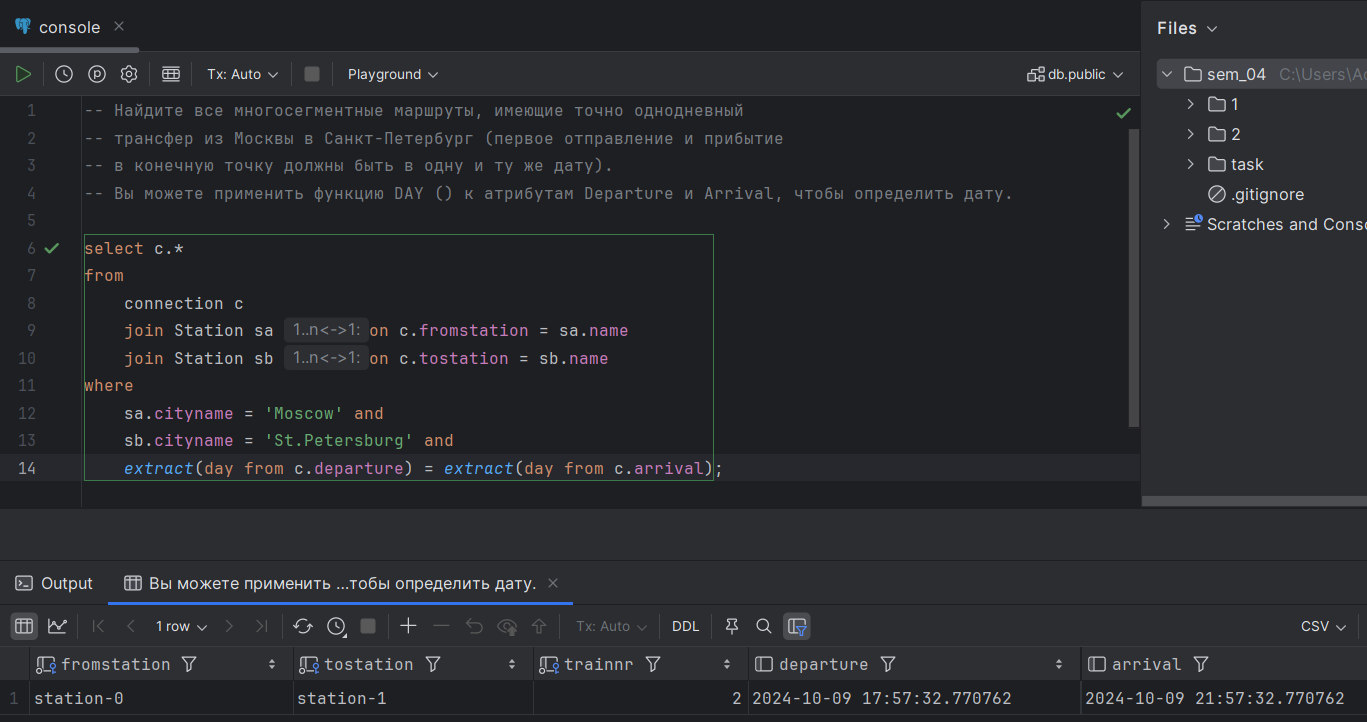 console
Files
Tx: Auto
Playground
db.public
sem_04 C:\Users\
1
2
task
.gitignore
Scratches and Conso
1 -- Найдите все многосегментные маршруты, имеющие точно однодневный
2 -- трансфер из Москвы в Санкт-Петербург (первое отправление и прибытие
3 -- в конечную точку должны быть в одну и ту же дату).
4 -- Вы можете применить функцию DAY () к атрибутам Departure и Arrival, чтобы определить дату.
5
6 select c.*
7 from
8 connection c
9 join Station sa 1..n<->1: on c.fromstation = sa.name
10 join Station sb 1..n<->1: on c.tostation = sb.name
11 where
12 sa.cityname = 'Moscow' and
13 sb.cityname = 'St.Petersburg' and
14 extract(day from c.departure) = extract(day from c.arrival);
Output
Вы можете применить ...тобы определить дату.
1 row
Tx: Auto
DDL
CSV
fromstation tostation trainnr departure arrival
1 station-0 station-1 2 2024-10-09 17:57:32.770762 2024-10-09 21:57:32.770762